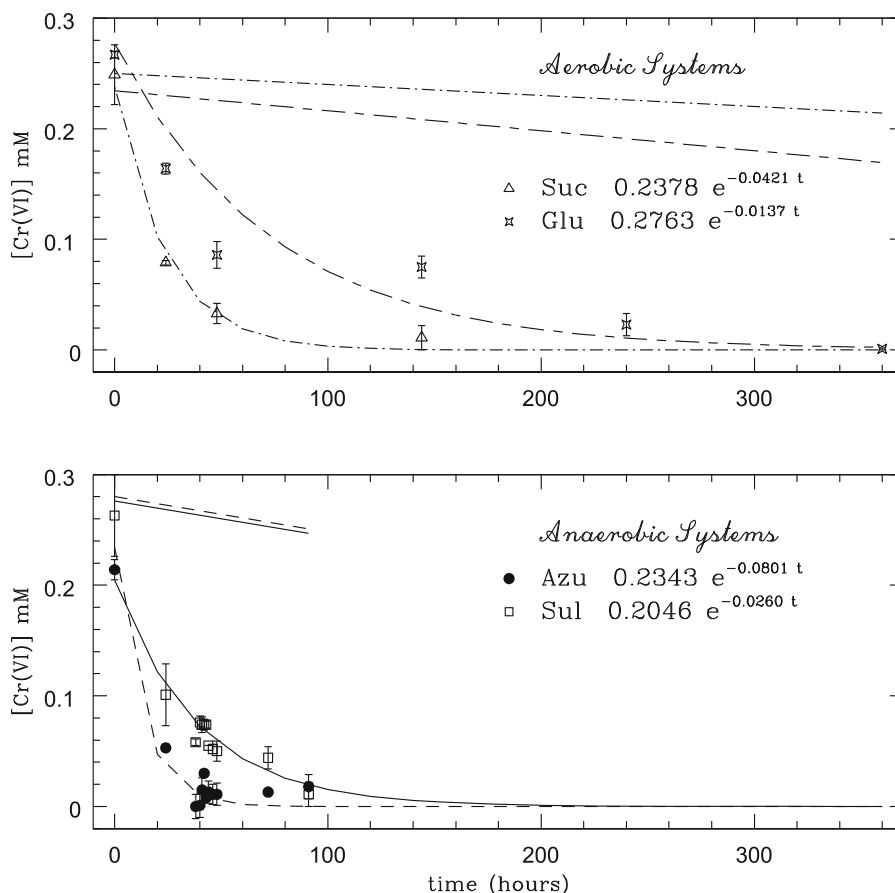 0.3
Aerobic Systems
0.2
Suc 0.2378 e^-0.0421 t
Glu 0.2763 e^-0.0137 t
0.1
0
[Cr(VI)] mM
0 100 200 300
0.3
Anaerobic Systems
Azu 0.2343 e^-0.0801 t
0.2
Sul 0.2046 e^-0.0260 t
0.1
0
[Cr(VI)] mM
0 100 200 300
time (hours)